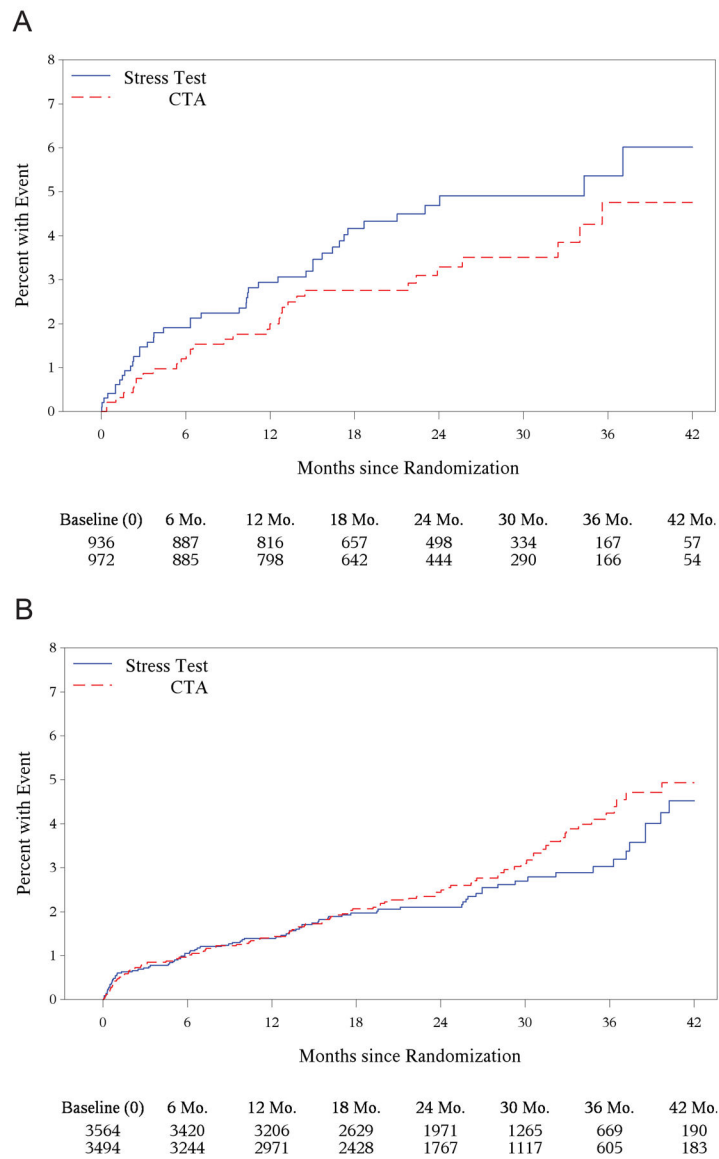 A
8
Stress Test
7
CTA
6
5
4
3
2
1
0
Percent with Event
0 6 12 18 24 30 36 42
Months since Randomization
Baseline (0) 6 Mo. 12 Mo. 18 Mo. 24 Mo. 30 Mo. 36 Mo. 42 Mo.
936 887 816 657 498 334 167 57
972 885 798 642 444 290 166 54
B
8
Stress Test
7
CTA
6
5
4
3
2
1
0
Percent with Event
0 6 12 18 24 30 36 42
Months since Randomization
Baseline (0) 6 Mo. 12 Mo. 18 Mo. 24 Mo. 30 Mo. 36 Mo. 42 Mo.
3564 3420 3206 2629 1971 1265 669 190
3494 3244 2971 2428 1767 1117 605 183